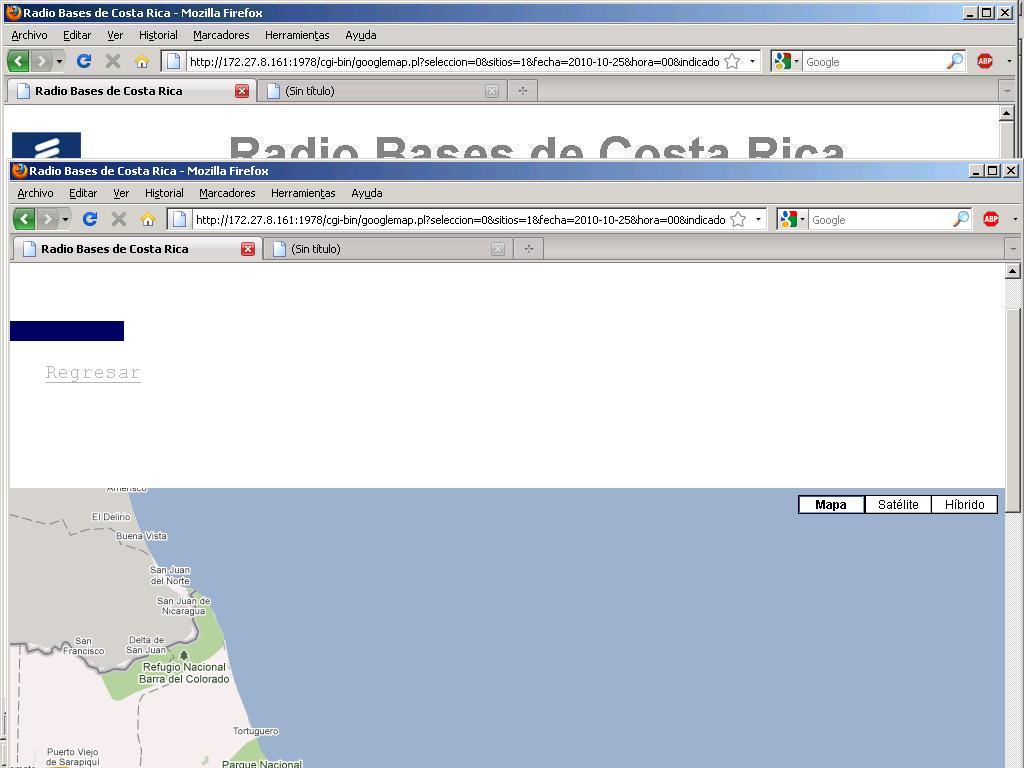 Radio Bases de Costa Rica - Mozilla Firefox
Archivo Editar Ver Historial Marcadores Herramientas Ayuda
http://172.27.8.161:1978/cgi-bin/googlemap.pl?seleccion=0&sitios=1&fecha=2010-10-25&hora=00&indicado
Google
ABP
Radio Bases de Costa Rica
(Sin título)
Radio Bases de Costa Rica
Radio Bases de Costa Rica - Mozilla Firefox
Archivo Editar Ver Historial Marcadores Herramientas Ayuda
http://172.27.8.161:1978/cgi-bin/googlemap.pl?seleccion=0&sitios=1&fecha=2010-10-25&hora=00&indicado
Google
ABP
Radio Bases de Costa Rica
(Sin título)
Regresar
Mapa Satélite Híbrido
El Delirio
Buena Vista
San Juan
del Norte
San Juan de
Nicaragua
San
Francisco
Delta de
San Juan
Refugio Nacional
Barra del Colorado
Tortuguero
Puerto Viejo
de Sarapiquí
Parque Nacional